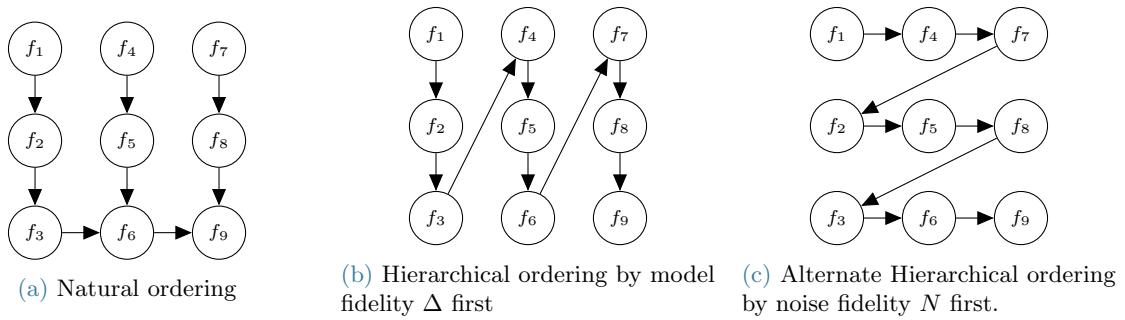 f1 f4 f7
f2 f5 f8
f3 f6 f9
(a) Natural ordering
f1 f4 f7
f2 f5 f8
f3 f6 f9
(b) Hierarchical ordering by model
fidelity Δ first
f1 f4 f7
f2 f5 f8
f3 f6 f9
(c) Alternate Hierarchical ordering
by noise fidelity N first.